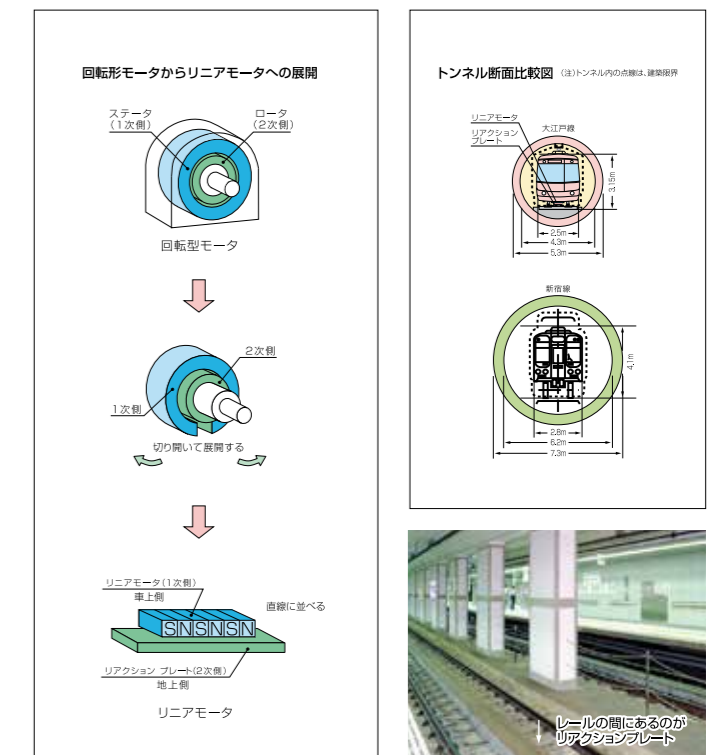 回転形モータからリニアモータへの展開
ステータ
(1次側)
ロータ
(2次側)
回転型モータ
2次側
1次側
切り開いて展開する
リニアモータ(1次側)
車上側
直線に並べる
SNSNSN
リアクション プレート(2次側)
地上側
リニアモータ
トンネル断面比較図 (注)トンネル内の点線は、建築限界
リニアモータ
リアクション
プレート
大江戸線
3.15m
2.5m
4.3m
5.3m
新宿線
4.1m
2.8m
6.2m
7.3m
レールの間にあるのが
リアクションプレート